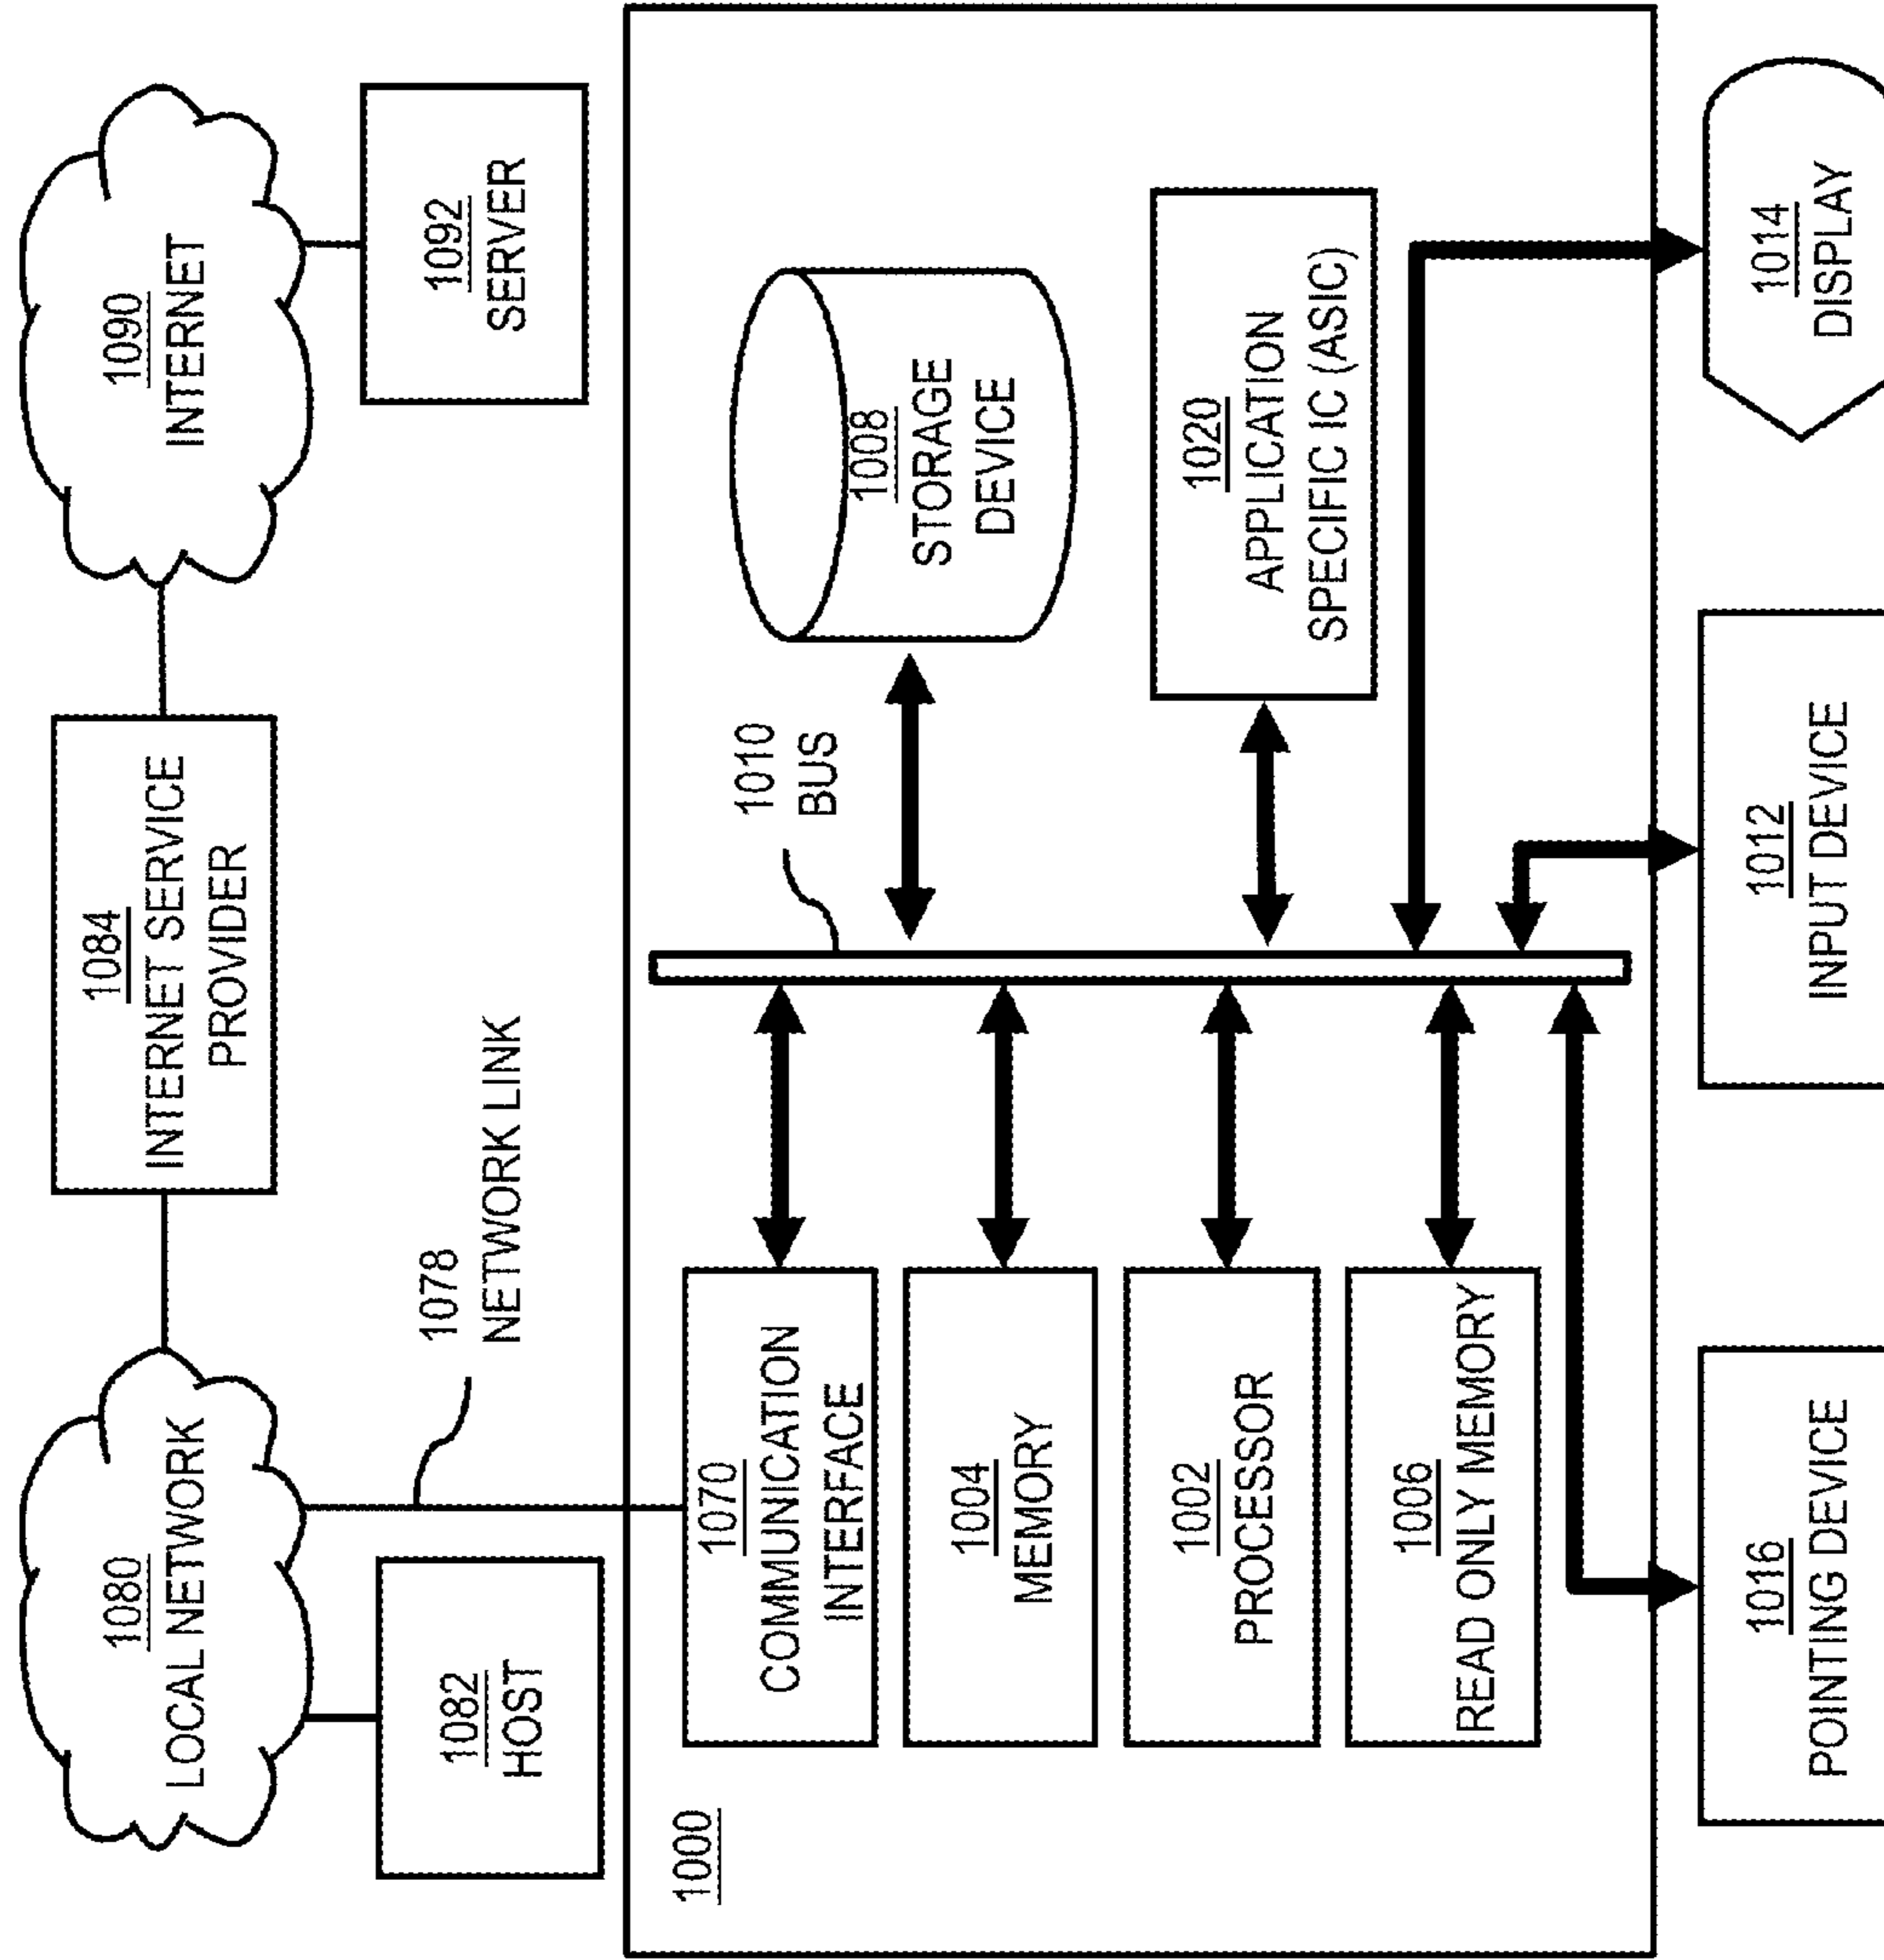 1080
LOCAL NETWORK
1084
INTERNET SERVICE
PROVIDER
1090
INTERNET
1082
HOST
1078
NETWORK LINK
1092
SERVER
1000
1070
COMMUNICATION
INTERFACE
1010
BUS
1008
STORAGE
DEVICE
1004
MEMORY
1002
PROCESSOR
1020
APPLICATION
SPECIFIC IC (ASIC)
1006
READ ONLY MEMORY
1016
POINTING DEVICE
1012
INPUT DEVICE
1014
DISPLAY